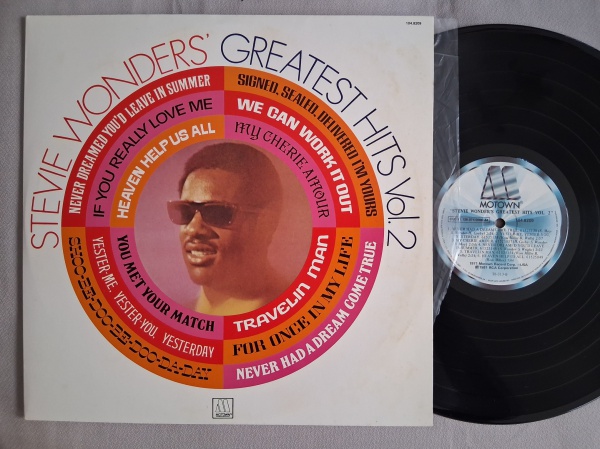 104.8209
STEVIE WONDERS' GREATEST HITS Vol. 2
NEVER DREAMED YOU'D LEAVE IN SUMMER
SIGNED, SEALED, DELIVERED I'M YOURS
IF YOU REALLY LOVE ME
WE CAN WORK IT OUT
HEAVEN HELP US ALL
MY CHERIE AMOUR
YOU MET YOUR MATCH
TRAVELIN MAN
YESTER-ME, YESTER-YOU, YESTERDAY
FOR ONCE IN MY LIFE
SHOO-BE-DOO-BE-DOO-DA-DAY
NEVER HAD A DREAM COME TRUE
MOTOWN
MOTOWN
"STEVIE WONDER'S GREATEST HITS VOL. 2"